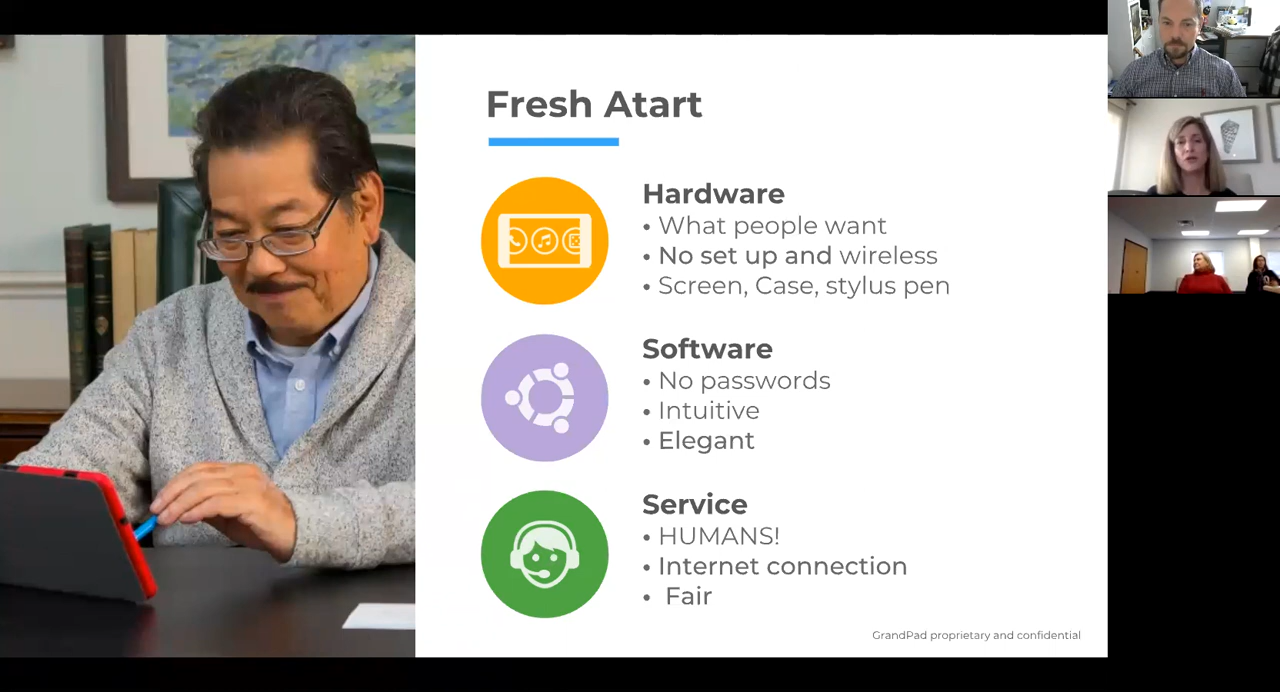 Fresh Atart
Hardware
• What people want
• No set up and wireless
• Screen, Case, stylus pen
Software
• No passwords
• Intuitive
• Elegant
Service
• HUMANS!
• Internet connection
• Fair
GrandPad proprietary and confidential